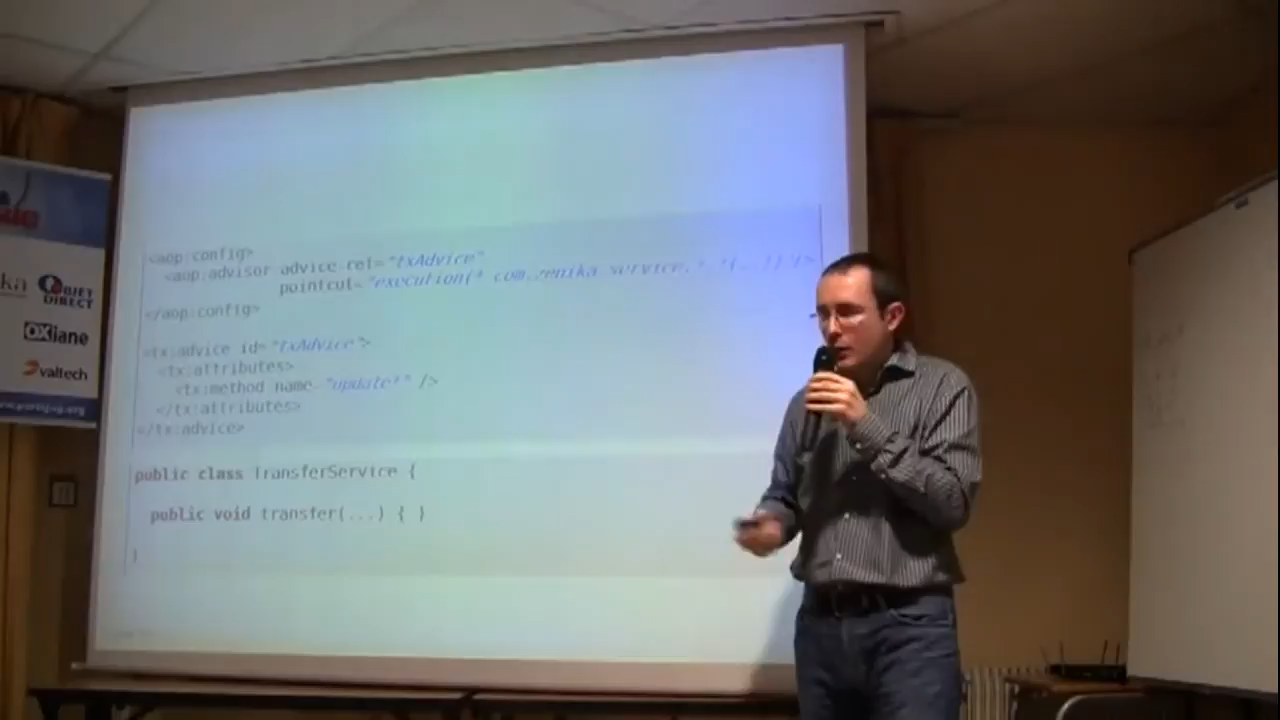 <aop:config>
<aop:advisor advice-ref="txAdvice"
pointcut="execution(* com.zenika.service.*.*(..))"/>
</aop:config>
<tx:advice id="txAdvice">
<tx:attributes>
<tx:method name="update*" />
</tx:attributes>
</tx:advice>
public class TransferService {
public void transfer(...) { }
}
OBJET
DIRECT
OXiane
valtech